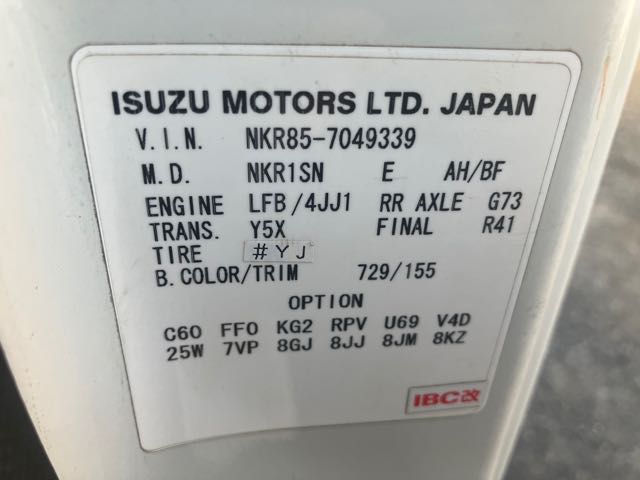 ISUZU MOTORS LTD. JAPAN
V.I.N. NKR85-7049339
M.D. NKR1SN E AH/BF
ENGINE LFB/4JJ1 RR AXLE G73
TRANS. Y5X FINAL R41
TIRE #YJ
B.COLOR/TRIM 729/155
OPTION
C60 FF0 KG2 RPV U69 V4D
25W 7VP 8GJ 8JJ 8JM 8KZ
IBC改